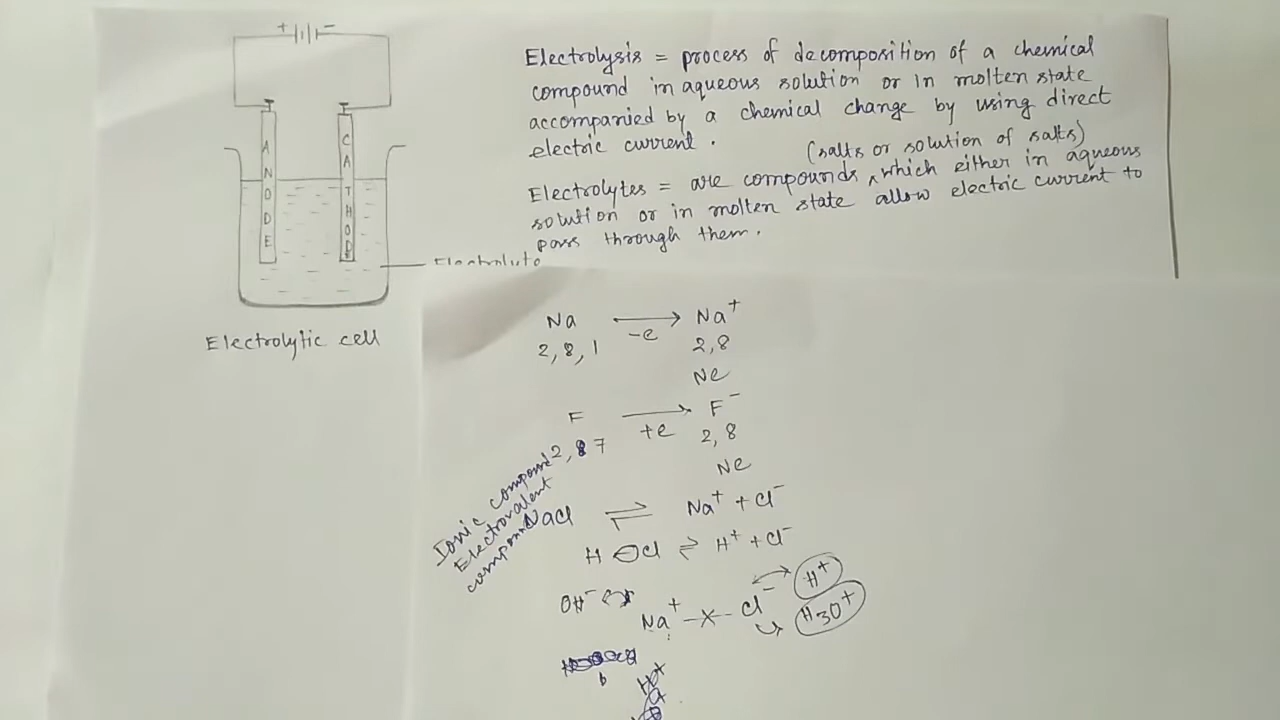 + −
ANODE
CATHODE
Electrolyte
Electrolytic cell
Electrolysis = process of decomposition of a chemical
compound in aqueous solution or in molten state
accompanied by a chemical change by using direct
electric current.
(salts or solution of salts)
Electrolytes = are compounds ^ which either in aqueous
solution or in molten state allow electric current to
pass through them.
Na ⟶ Na⁺
−e
2, 8, 1 2, 8
Ne
F ⟶ F⁻
+e
2, 7 2, 8
Ne
Ionic compound
Electrovalent
compound
NaCl ⇌ Na⁺ + Cl⁻
H Cl ⇌ H⁺ + Cl⁻
OH⁻
Na⁺ —x— Cl⁻
H⁺
H3O⁺